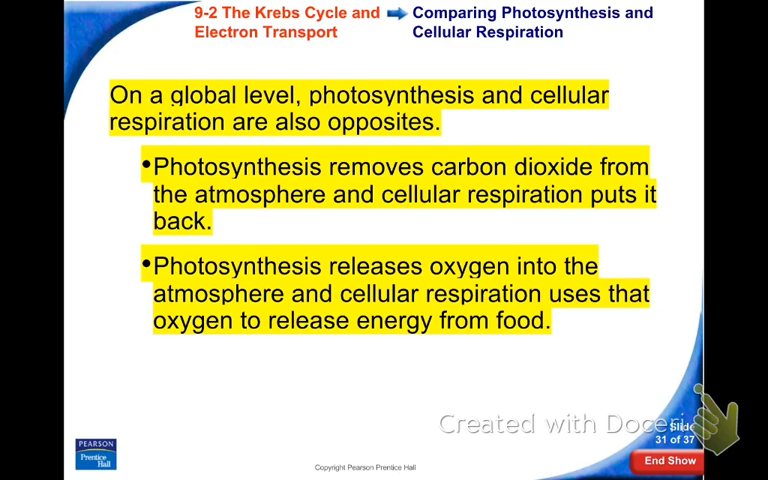 9-2 The Krebs Cycle and
Electron Transport
Comparing Photosynthesis and
Cellular Respiration
On a global level, photosynthesis and cellular
respiration are also opposites.
•Photosynthesis removes carbon dioxide from
the atmosphere and cellular respiration puts it
back.
•Photosynthesis releases oxygen into the
atmosphere and cellular respiration uses that
oxygen to release energy from food.
Created with Doceri
Slide
31 of 37
End Show
PEARSON
Prentice
Hall
Copyright Pearson Prentice Hall